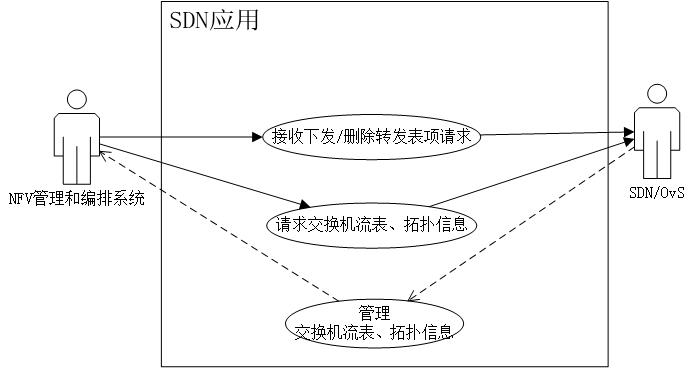 SDN应用
接收下发/删除转发表项请求
NFV管理和编排系统
SDN/OvS
请求交换机流表、拓扑信息
管理
交换机流表、拓扑信息